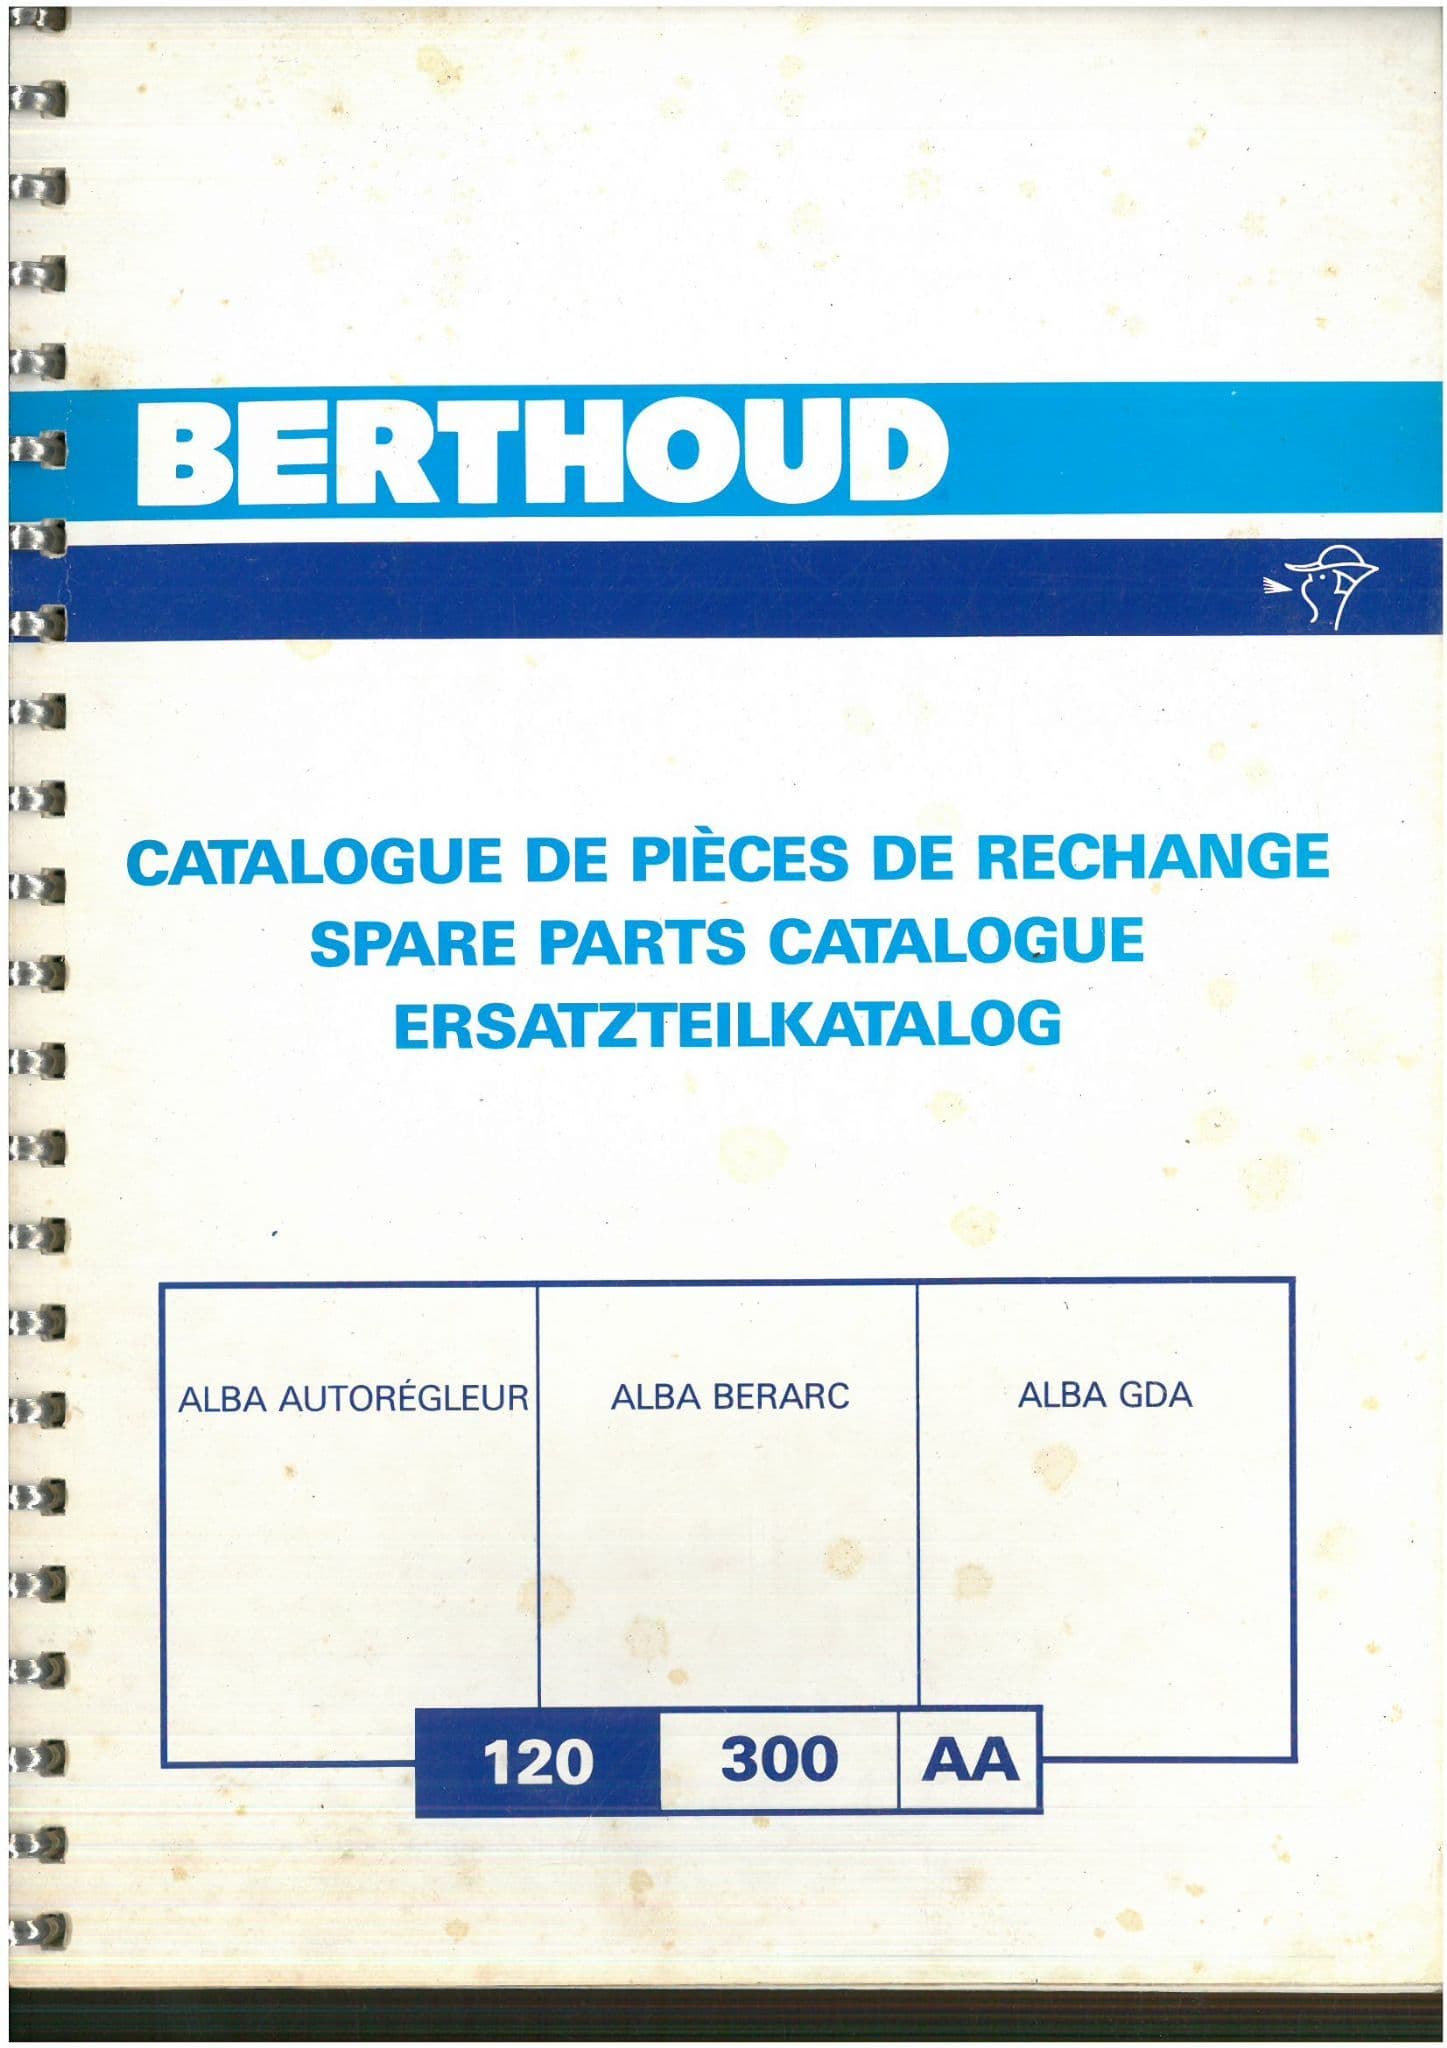 BERTHOUD
CATALOGUE DE PIÈCES DE RECHANGE
SPARE PARTS CATALOGUE
ERSATZTEILKATALOG
ALBA AUTORÉGLEUR
ALBA BERARC
ALBA GDA
120 300 AA